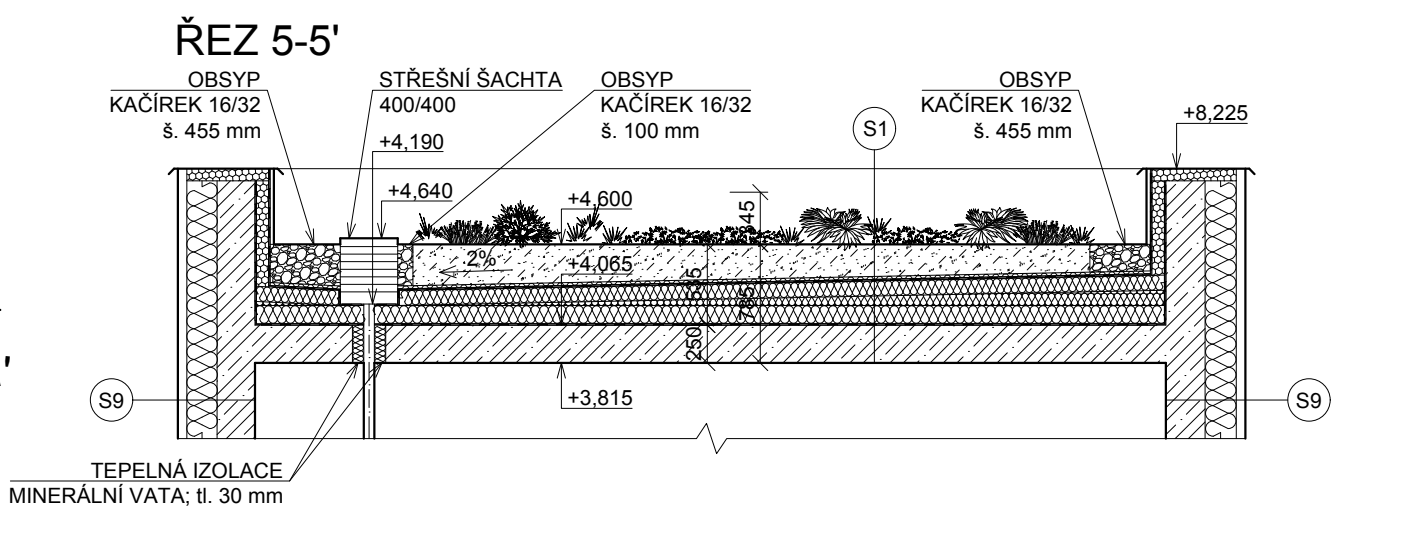 ŘEZ 5-5'
OBSYP
KAČÍREK 16/32
š. 455 mm
STŘEŠNÍ ŠACHTA
400/400
OBSYP
KAČÍREK 16/32
š. 100 mm
OBSYP
KAČÍREK 16/32
š. 455 mm
S1
+8,225
+4,190
+4,640
+4,600
345
2%
+4,065
535
785
250
+3,815
S9
S9
TEPELNÁ IZOLACE
MINERÁLNÍ VATA; tl. 30 mm